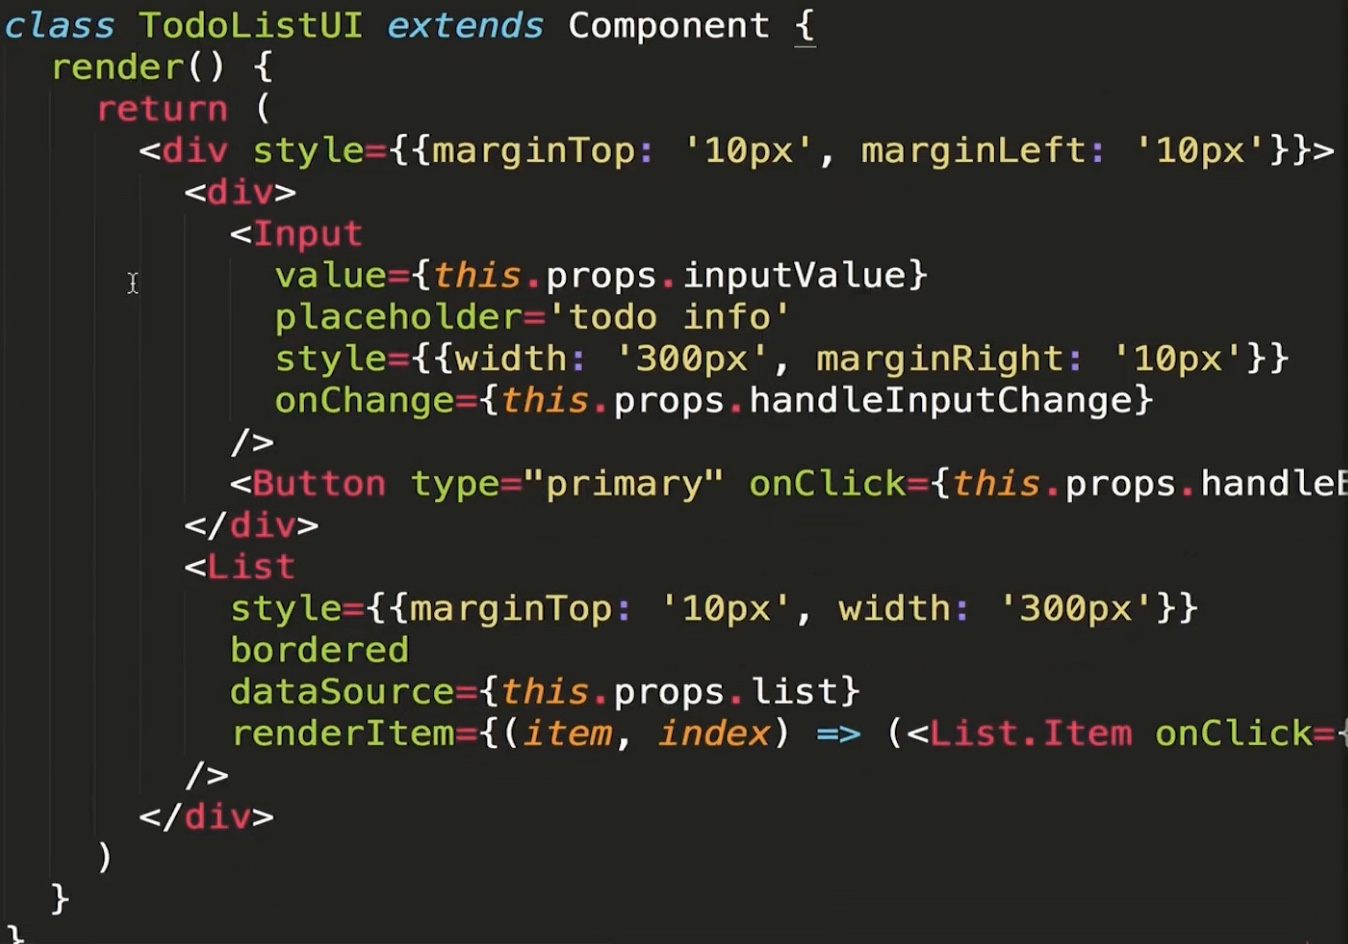 class TodoListUI extends Component {
render() {
return (
<div style={{marginTop: '10px', marginLeft: '10px'}}>
<div>
<Input
value={this.props.inputValue}
placeholder='todo info'
style={{width: '300px', marginRight: '10px'}}
onChange={this.props.handleInputChange}
/>
<Button type="primary" onClick={this.props.handle
</div>
<List
style={{marginTop: '10px', width: '300px'}}
bordered
dataSource={this.props.list}
renderItem={(item, index) => (<List.Item onClick={
/>
</div>
)
}
}